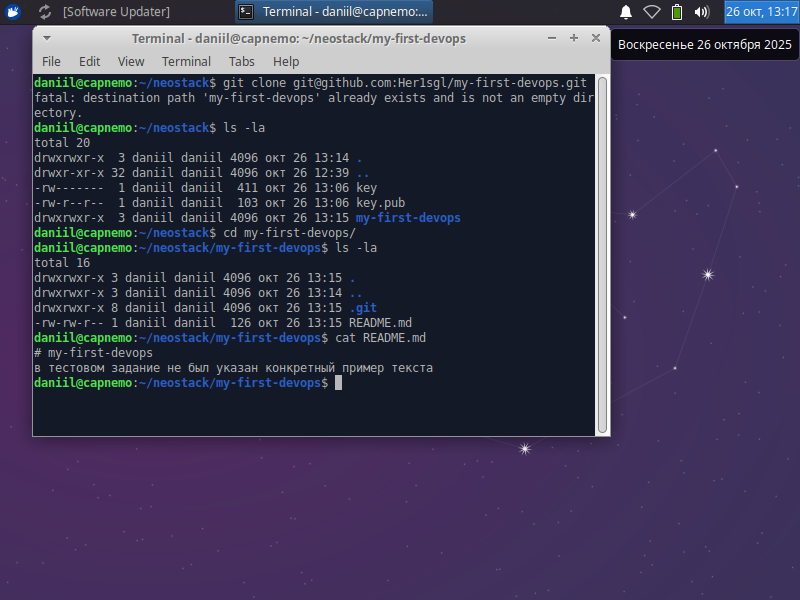 [Software Updater]
Terminal - daniil@capnemo:...
26 окт, 13:17
Terminal - daniil@capnemo: ~/neostack/my-first-devops
Воскресенье 26 октября 2025
File Edit View Terminal Tabs Help
daniil@capnemo:~/neostack$ git clone git@github.com:Her1sgl/my-first-devops.git
fatal: destination path 'my-first-devops' already exists and is not an empty dir
ectory.
daniil@capnemo:~/neostack$ ls -la
total 20
drwxrwxr-x  3 daniil daniil 4096 окт 26 13:14 .
drwxr-xr-x 32 daniil daniil 4096 окт 26 12:39 ..
-rw-------  1 daniil daniil  411 окт 26 13:06 key
-rw-r--r--  1 daniil daniil  103 окт 26 13:06 key.pub
drwxrwxr-x  3 daniil daniil 4096 окт 26 13:15 my-first-devops
daniil@capnemo:~/neostack$ cd my-first-devops/
daniil@capnemo:~/neostack/my-first-devops$ ls -la
total 16
drwxrwxr-x 3 daniil daniil 4096 окт 26 13:15 .
drwxrwxr-x 3 daniil daniil 4096 окт 26 13:14 ..
drwxrwxr-x 8 daniil daniil 4096 окт 26 13:15 .git
-rw-rw-r-- 1 daniil daniil  126 окт 26 13:15 README.md
daniil@capnemo:~/neostack/my-first-devops$ cat README.md
# my-first-devops
в тестовом задание не был указан конкретный пример текста
daniil@capnemo:~/neostack/my-first-devops$